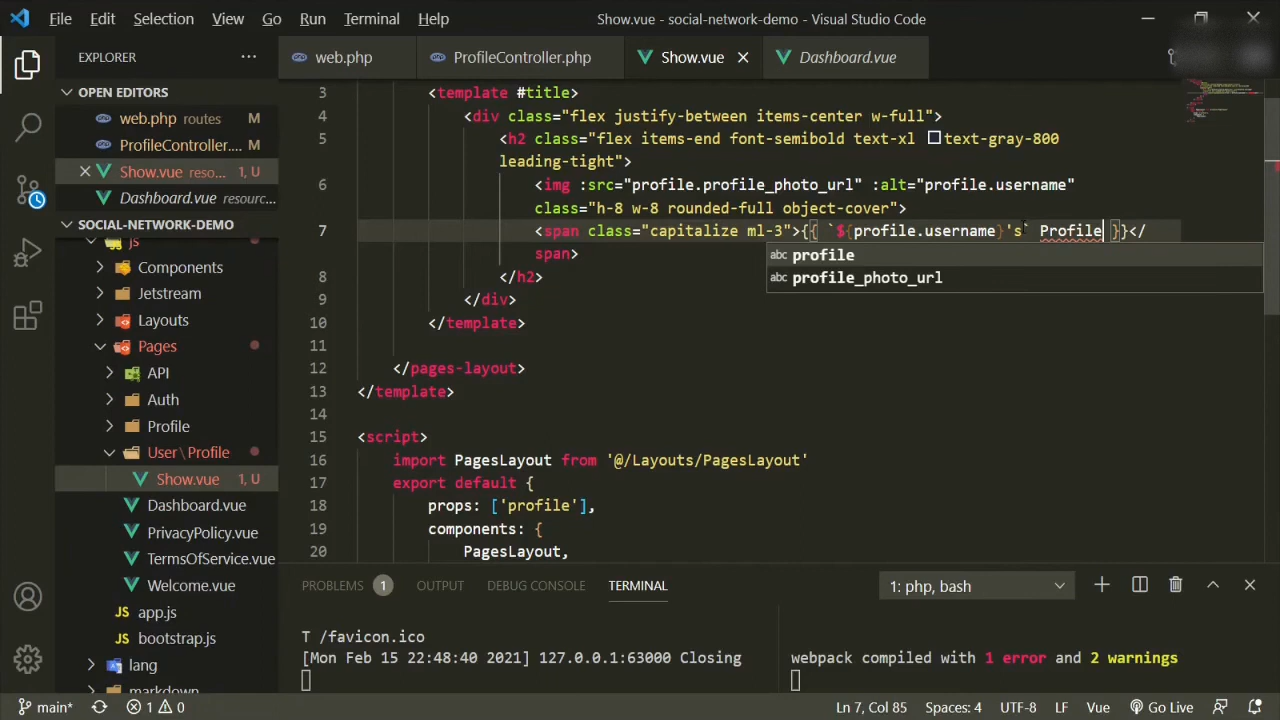 File Edit Selection View Go Run Terminal Help
Show.vue - social-network-demo - Visual Studio Code
EXPLORER
web.php
ProfileController.php
Show.vue
Dashboard.vue
OPEN EDITORS
web.php routes M
ProfileController.... M
Show.vue reso... 1, U
Dashboard.vue resourc...
SOCIAL-NETWORK-DEMO
js
Components
Jetstream
Layouts
Pages
API
Auth
Profile
User\Profile
Show.vue 1, U
Dashboard.vue
PrivacyPolicy.vue
TermsOfService.vue
Welcome.vue
JS app.js
JS bootstrap.js
lang
markdown
3 <template #title>
4 <div class="flex justify-between items-center w-full">
5 <h2 class="flex items-end font-semibold text-xl text-gray-800
leading-tight">
6 <img :src="profile.profile_photo_url" :alt="profile.username"
class="h-8 w-8 rounded-full object-cover">
7 <span class="capitalize ml-3">{{ `${profile.username}'s` Profile }}</
span>
abc profile
abc profile_photo_url
8 </h2>
9 </div>
10 </template>
11
12 </pages-layout>
13 </template>
14
15 <script>
16 import PagesLayout from '@/Layouts/PagesLayout'
17 export default {
18 props: ['profile'],
19 components: {
20 PagesLayout,
PROBLEMS 1 OUTPUT DEBUG CONSOLE TERMINAL
1: php, bash
T /favicon.ico
[Mon Feb 15 22:48:40 2021] 127.0.0.1:63000 Closing
webpack compiled with 1 error and 2 warnings
main* 1 0
Ln 7, Col 85 Spaces: 4 UTF-8 LF Vue Go Live